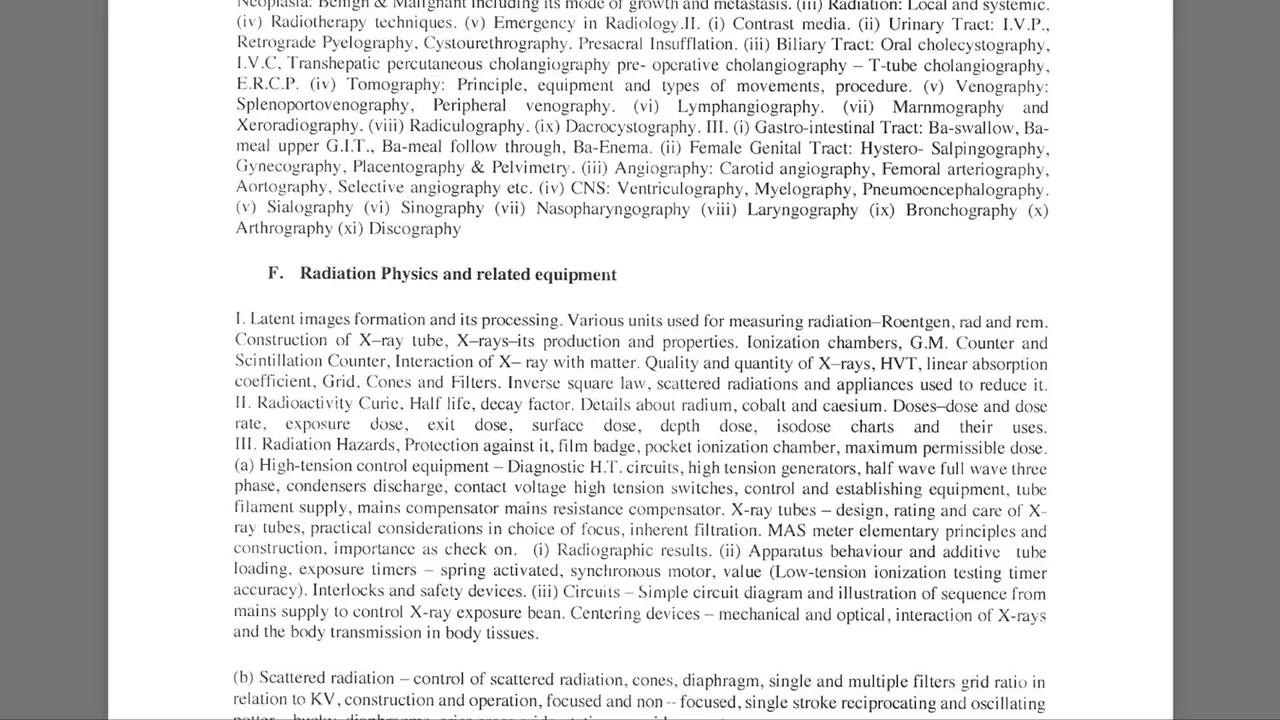 Neoplasia: Benign & Malignant including its mode of growth and metastasis. (iii) Radiation: Local and systemic.
(iv) Radiotherapy techniques. (v) Emergency in Radiology.II. (i) Contrast media. (ii) Urinary Tract: I.V.P.,
Retrograde Pyelography, Cystourethrography. Presacral Insufflation. (iii) Biliary Tract: Oral cholecystography,
I.V.C, Transhepatic percutaneous cholangiography pre- operative cholangiography – T-tube cholangiography,
E.R.C.P. (iv) Tomography: Principle, equipment and types of movements, procedure. (v) Venography:
Splenoportovenography, Peripheral venography. (vi) Lymphangiography. (vii) Marnmography and
Xeroradiography. (viii) Radiculography. (ix) Dacrocystography. III. (i) Gastro-intestinal Tract: Ba-swallow, Ba-
meal upper G.I.T., Ba-meal follow through, Ba-Enema. (ii) Female Genital Tract: Hystero- Salpingography,
Gynecography, Placentography & Pelvimetry. (iii) Angiography: Carotid angiography, Femoral arteriography,
Aortography, Selective angiography etc. (iv) CNS: Ventriculography, Myelography, Pneumoencephalography.
(v) Sialography (vi) Sinography (vii) Nasopharyngography (viii) Laryngography (ix) Bronchography (x)
Arthrography (xi) Discography
F. Radiation Physics and related equipment
I. Latent images formation and its processing. Various units used for measuring radiation–Roentgen, rad and rem.
Construction of X–ray tube, X–rays–its production and properties. Ionization chambers, G.M. Counter and
Scintillation Counter, Interaction of X– ray with matter. Quality and quantity of X–rays, HVT, linear absorption
coefficient, Grid, Cones and Filters. Inverse square law, scattered radiations and appliances used to reduce it.
II. Radioactivity Curie, Half life, decay factor. Details about radium, cobalt and caesium. Doses–dose and dose
rate, exposure dose, exit dose, surface dose, depth dose, isodose charts and their uses.
III. Radiation Hazards, Protection against it, film badge, pocket ionization chamber, maximum permissible dose.
(a) High-tension control equipment – Diagnostic H.T. circuits, high tension generators, half wave full wave three
phase, condensers discharge, contact voltage high tension switches, control and establishing equipment, tube
filament supply, mains compensator mains resistance compensator. X-ray tubes – design, rating and care of X-
ray tubes, practical considerations in choice of focus, inherent filtration. MAS meter elementary principles and
construction, importance as check on. (i) Radiographic results. (ii) Apparatus behaviour and additive tube
loading, exposure timers – spring activated, synchronous motor, value (Low-tension ionization testing timer
accuracy). Interlocks and safety devices. (iii) Circuits – Simple circuit diagram and illustration of sequence from
mains supply to control X-ray exposure bean. Centering devices – mechanical and optical, interaction of X-rays
and the body transmission in body tissues.
(b) Scattered radiation – control of scattered radiation, cones, diaphragm, single and multiple filters grid ratio in
relation to KV, construction and operation, focused and non -- focused, single stroke reciprocating and oscillating